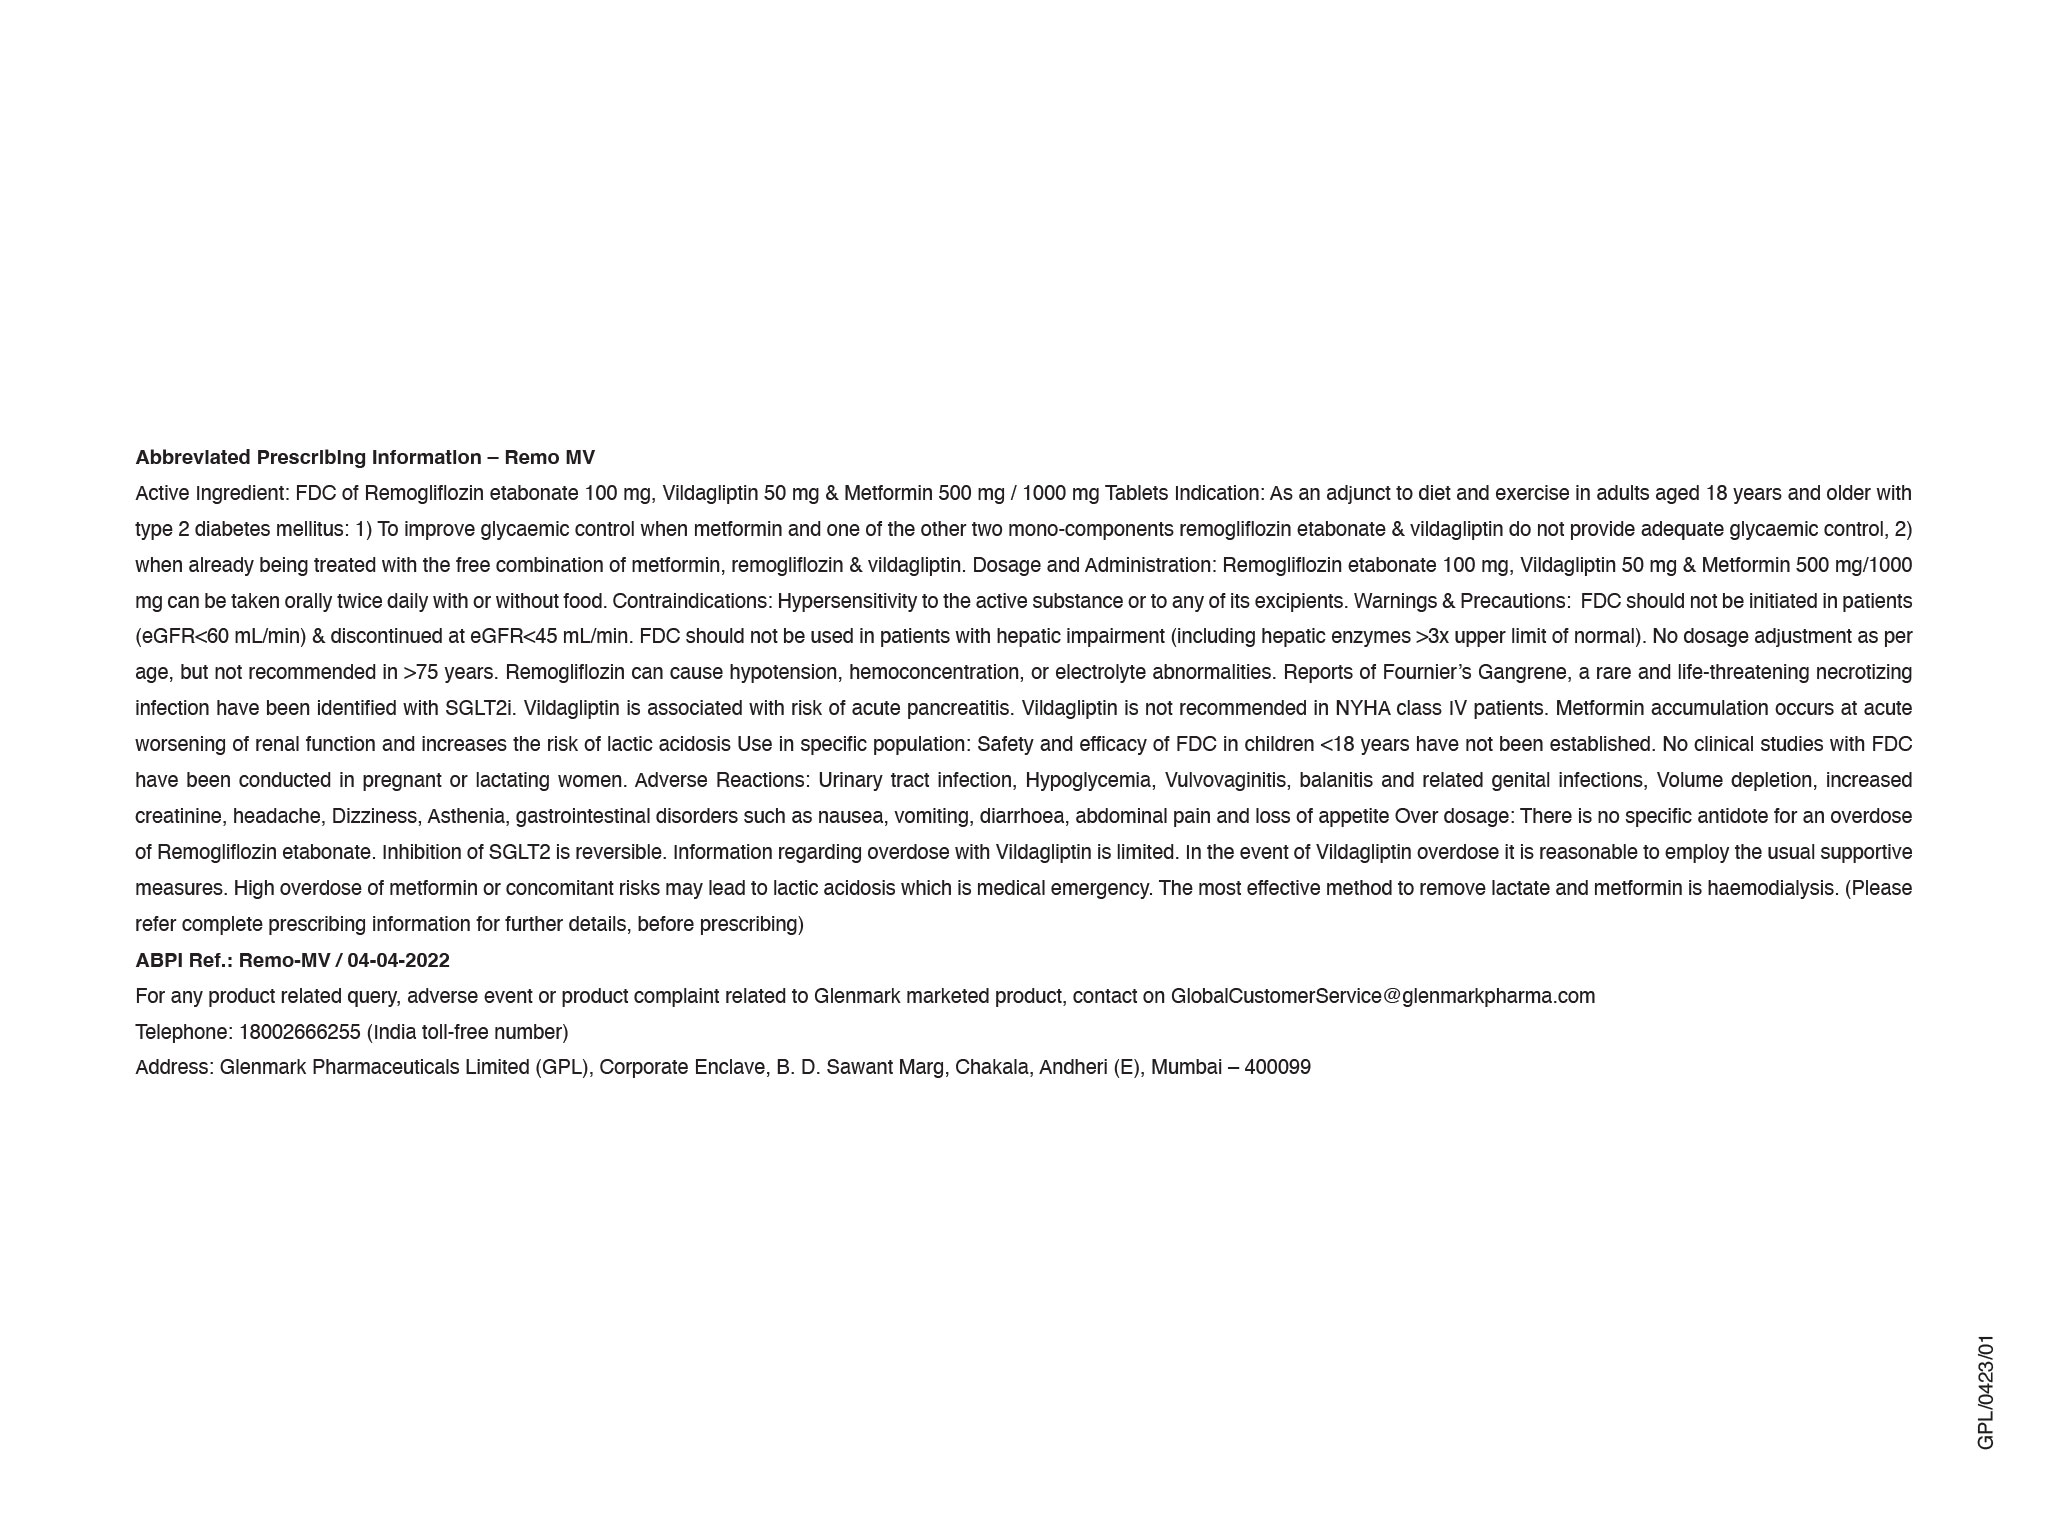 Abbreviated Prescribing Information – Remo MV
Active Ingredient: FDC of Remogliflozin etabonate 100 mg, Vildagliptin 50 mg & Metformin 500 mg / 1000 mg Tablets Indication: As an adjunct to diet and exercise in adults aged 18 years and older with
type 2 diabetes mellitus: 1) To improve glycaemic control when metformin and one of the other two mono-components remogliflozin etabonate & vildagliptin do not provide adequate glycaemic control, 2)
when already being treated with the free combination of metformin, remogliflozin & vildagliptin. Dosage and Administration: Remogliflozin etabonate 100 mg, Vildagliptin 50 mg & Metformin 500 mg/1000
mg can be taken orally twice daily with or without food. Contraindications: Hypersensitivity to the active substance or to any of its excipients. Warnings & Precautions: FDC should not be initiated in patients
(eGFR<60 mL/min) & discontinued at eGFR<45 mL/min. FDC should not be used in patients with hepatic impairment (including hepatic enzymes >3x upper limit of normal). No dosage adjustment as per
age, but not recommended in >75 years. Remogliflozin can cause hypotension, hemoconcentration, or electrolyte abnormalities. Reports of Fournier’s Gangrene, a rare and life-threatening necrotizing
infection have been identified with SGLT2i. Vildagliptin is associated with risk of acute pancreatitis. Vildagliptin is not recommended in NYHA class IV patients. Metformin accumulation occurs at acute
worsening of renal function and increases the risk of lactic acidosis Use in specific population: Safety and efficacy of FDC in children <18 years have not been established. No clinical studies with FDC
have been conducted in pregnant or lactating women. Adverse Reactions: Urinary tract infection, Hypoglycemia, Vulvovaginitis, balanitis and related genital infections, Volume depletion, increased
creatinine, headache, Dizziness, Asthenia, gastrointestinal disorders such as nausea, vomiting, diarrhoea, abdominal pain and loss of appetite Over dosage: There is no specific antidote for an overdose
of Remogliflozin etabonate. Inhibition of SGLT2 is reversible. Information regarding overdose with Vildagliptin is limited. In the event of Vildagliptin overdose it is reasonable to employ the usual supportive
measures. High overdose of metformin or concomitant risks may lead to lactic acidosis which is medical emergency. The most effective method to remove lactate and metformin is haemodialysis. (Please
refer complete prescribing information for further details, before prescribing)
ABPI Ref.: Remo-MV / 04-04-2022
For any product related query, adverse event or product complaint related to Glenmark marketed product, contact on GlobalCustomerService@glenmarkpharma.com
Telephone: 18002666255 (India toll-free number)
Address: Glenmark Pharmaceuticals Limited (GPL), Corporate Enclave, B. D. Sawant Marg, Chakala, Andheri (E), Mumbai – 400099
GPL/0423/01